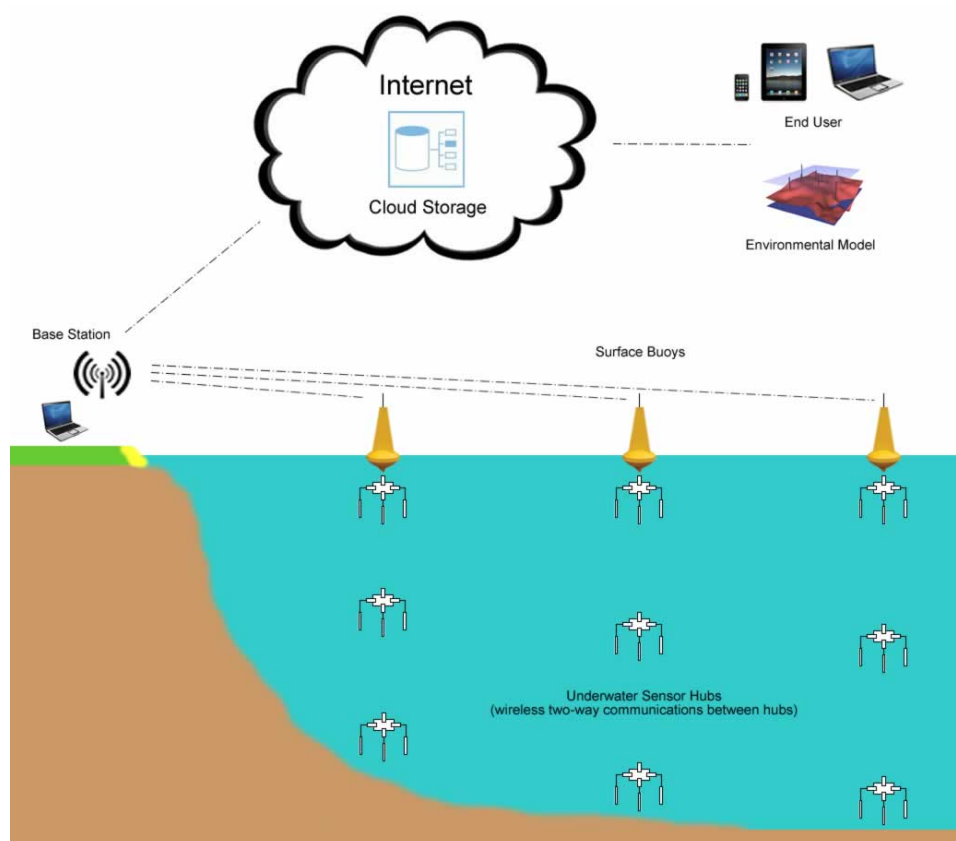 Internet
Cloud Storage
End User
Environmental Model
Base Station
Surface Buoys
Underwater Sensor Hubs
(wireless two-way communications between hubs)